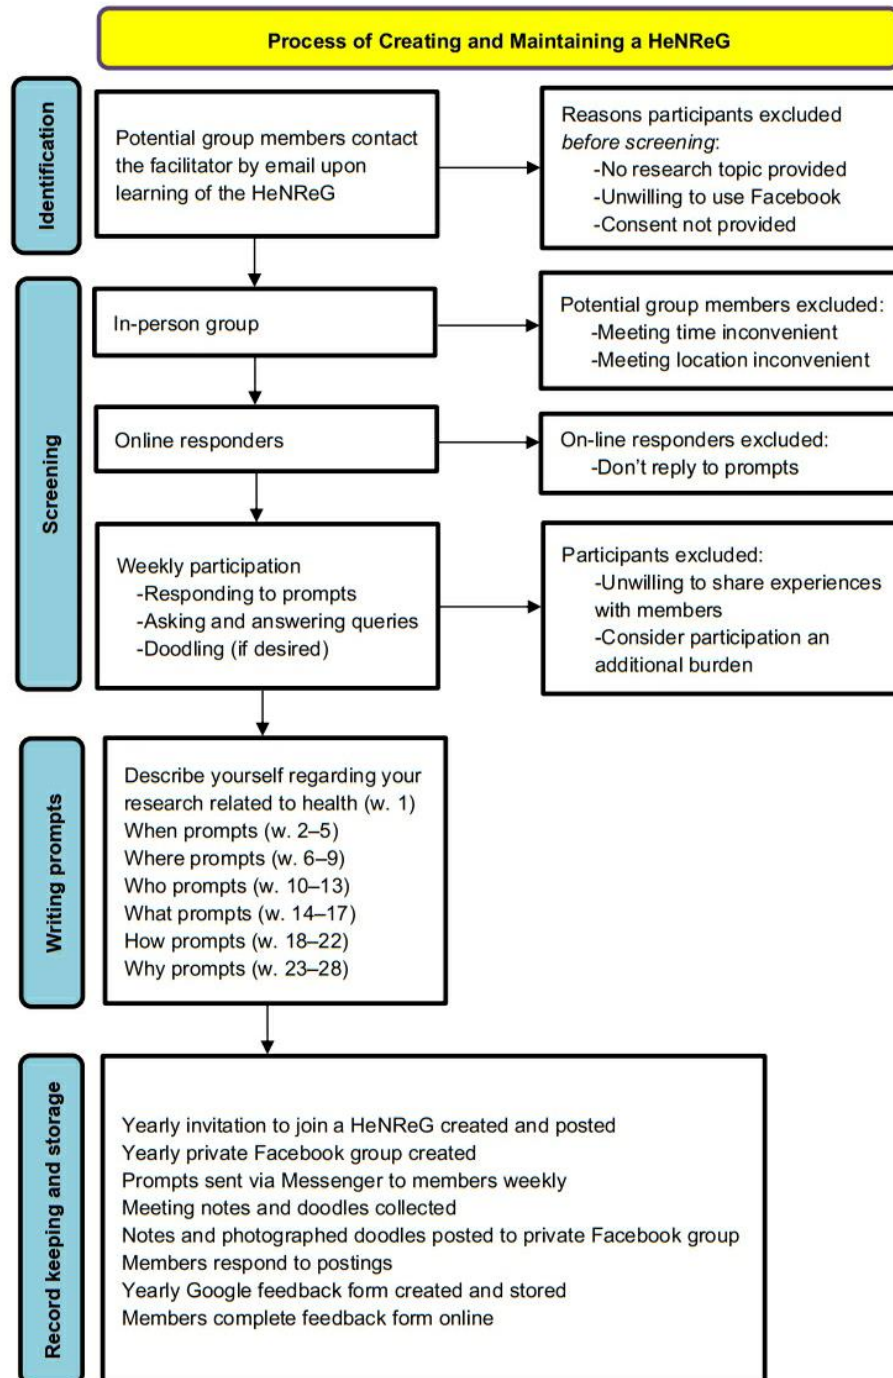 Process of Creating and Maintaining a HeNReG
Identification
Potential group members contact
the facilitator by email upon
learning of the HeNReG
Reasons participants excluded
before screening:
-No research topic provided
-Unwilling to use Facebook
-Consent not provided
Screening
In-person group
Potential group members excluded:
-Meeting time inconvenient
-Meeting location inconvenient
Online responders
On-line responders excluded:
-Don’t reply to prompts
Weekly participation
-Responding to prompts
-Asking and answering queries
-Doodling (if desired)
Participants excluded:
-Unwilling to share experiences
with members
-Consider participation an
additional burden
Writing prompts
Describe yourself regarding your
research related to health (w. 1)
When prompts (w. 2–5)
Where prompts (w. 6–9)
Who prompts (w. 10–13)
What prompts (w. 14–17)
How prompts (w. 18–22)
Why prompts (w. 23–28)
Record keeping and storage
Yearly invitation to join a HeNReG created and posted
Yearly private Facebook group created
Prompts sent via Messenger to members weekly
Meeting notes and doodles collected
Notes and photographed doodles posted to private Facebook group
Members respond to postings
Yearly Google feedback form created and stored
Members complete feedback form online